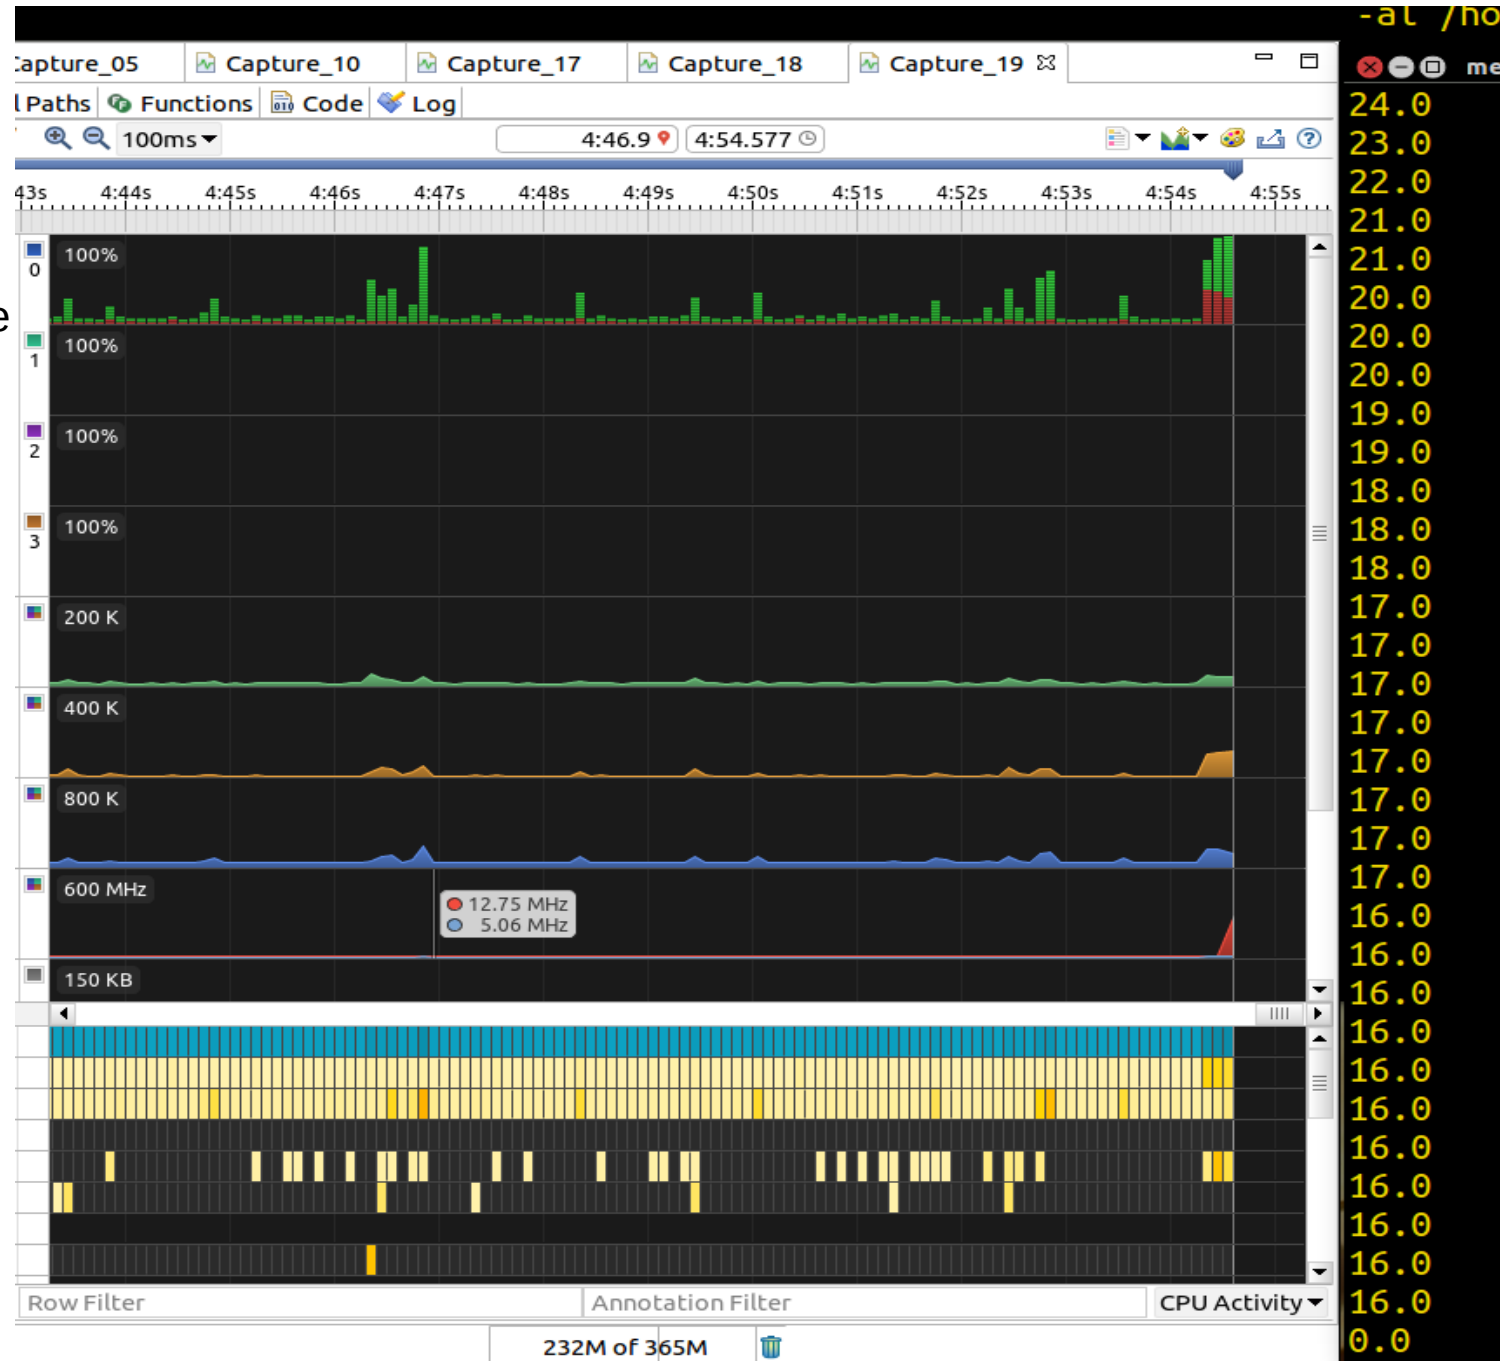 -al /ho
Capture_05 Capture_10 Capture_17 Capture_18 Capture_19
me
l Paths Functions Code Log
100ms 4:46.9 4:54.577
43s 4:44s 4:45s 4:46s 4:47s 4:48s 4:49s 4:50s 4:51s 4:52s 4:53s 4:54s 4:55s
0 100%
e
1 100%
2 100%
3 100%
200 K
400 K
800 K
600 MHz
12.75 MHz
5.06 MHz
150 KB
Row Filter Annotation Filter CPU Activity
232M of 365M
24.0
23.0
22.0
21.0
21.0
20.0
20.0
20.0
19.0
19.0
18.0
18.0
18.0
17.0
17.0
17.0
17.0
17.0
17.0
17.0
17.0
16.0
16.0
16.0
16.0
16.0
16.0
16.0
16.0
16.0
16.0
16.0
0.0